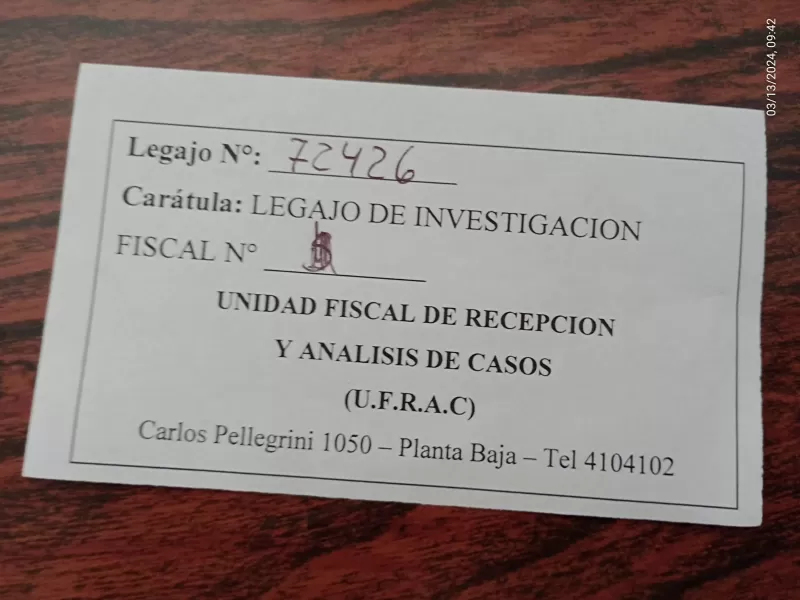 Legajo N°: 72426
Carátula: LEGAJO DE INVESTIGACION
FISCAL N°
UNIDAD FISCAL DE RECEPCION
Y ANALISIS DE CASOS
(U.F.R.A.C)
Carlos Pellegrini 1050 – Planta Baja – Tel 4104102
03/13/2024, 09:42